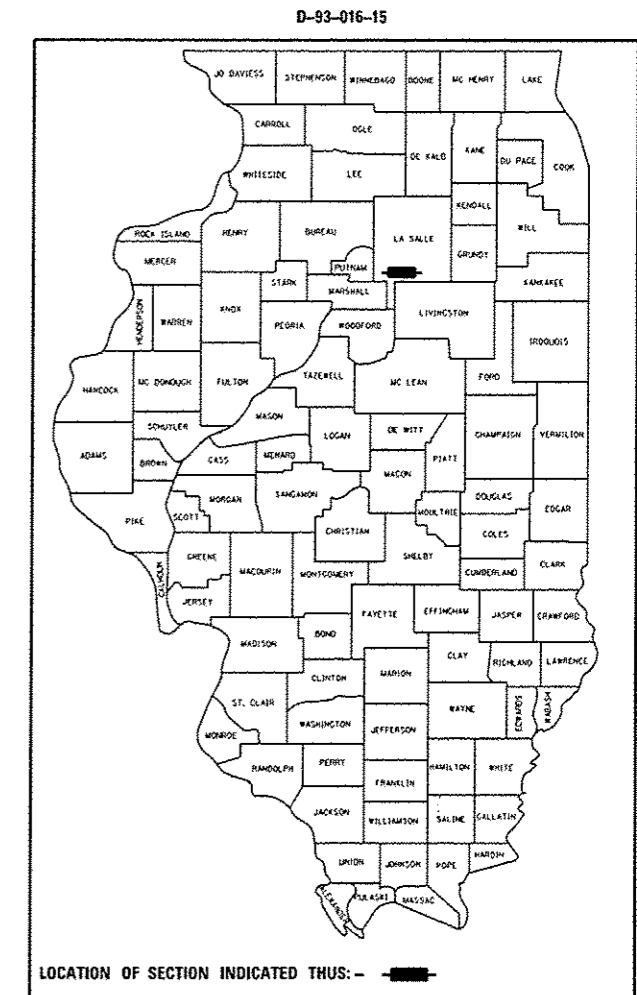 D-93-016-15
JO DAVIESS STEPHENSON WINNEBAGO BOONE MC HENRY LAKE
CARROLL OGLE DE KALB KANE DU PAGE COOK
WHITESIDE LEE
KENDALL WILL
ROCK ISLAND HENRY BUREAU LA SALLE GRUNDY
MERCER PUTNAM KANKAKEE
STARK MARSHALL
HENDERSON WARREN KNOX PEORIA WOODFORD LIVINGSTON IROQUOIS
HANCOCK MC DONOUGH FULTON TAZEWELL MC LEAN FORD
SCHUYLER MASON LOGAN DE WITT CHAMPAIGN VERMILION
ADAMS BROWN CASS MENARD MACON PIATT
PIKE SCOTT MORGAN SANGAMON CHRISTIAN MOULTRIE DOUGLAS EDGAR
COLES
CALHOUN GREENE MACOUPIN MONTGOMERY SHELBY CUMBERLAND CLARK
JERSEY FAYETTE EFFINGHAM JASPER CRAWFORD
MADISON BOND
CLAY RICHLAND LAWRENCE
CLINTON MARION
ST. CLAIR WAYNE EDWARDS WABASH
MONROE WASHINGTON JEFFERSON
RANDOLPH PERRY HAMILTON WHITE
FRANKLIN
JACKSON WILLIAMSON SALINE GALLATIN
UNION JOHNSON POPE HARDIN
ALEXANDER PULASKI MASSAC
LOCATION OF SECTION INDICATED THUS: -